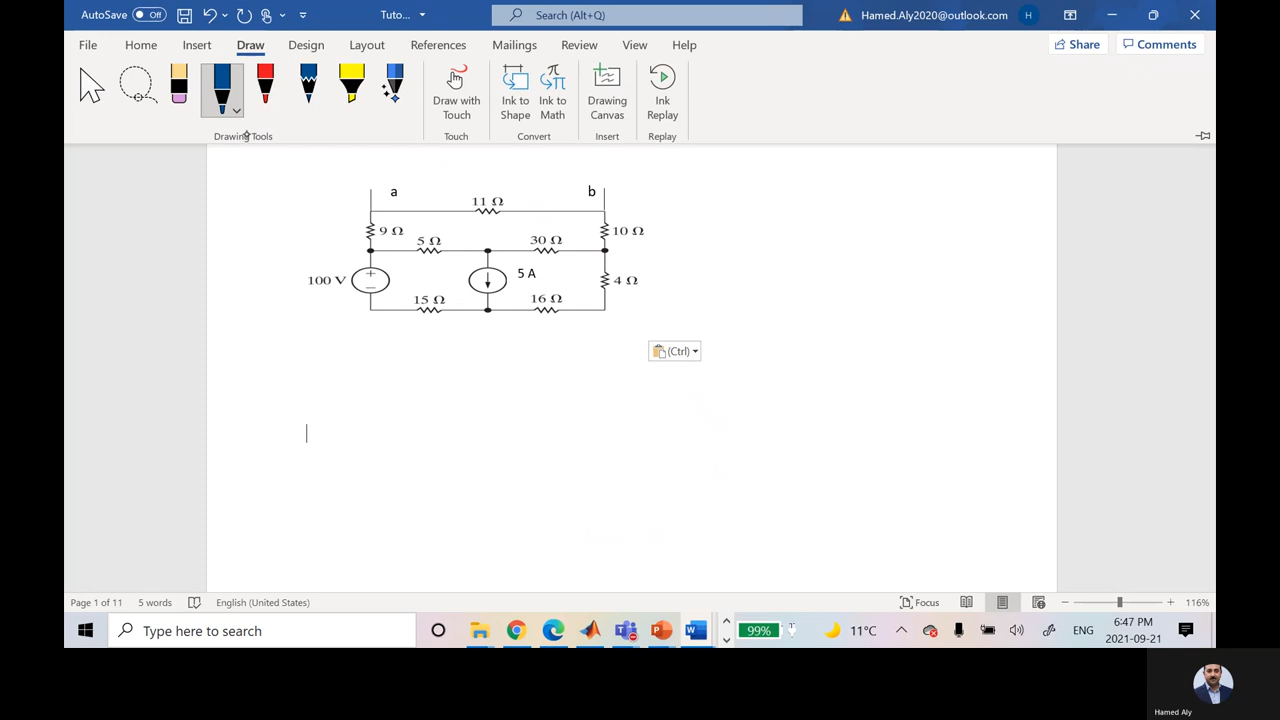 AutoSave Off Tuto... Search (Alt+Q) Hamed.Aly2020@outlook.com H
File Home Insert Draw Design Layout References Mailings Review View Help Share Comments
Draw with Touch
Ink to Shape
Ink to Math
Drawing Canvas
Ink Replay
Drawing Tools Touch Convert Insert Replay
a b
11 Ω
9 Ω 5 Ω 30 Ω 10 Ω
100 V + − 5 A 4 Ω
15 Ω 16 Ω
(Ctrl)
Page 1 of 11 5 words English (United States) Focus 116%
Type here to search 99% 11°C ENG 6:47 PM
2021-09-21
Hamed Aly